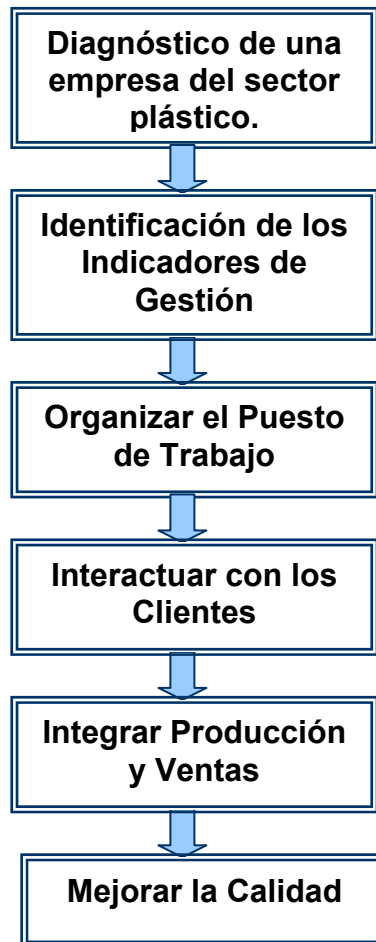 Diagnóstico de una
empresa del sector
plástico.
Identificación de los
Indicadores de
Gestión
Organizar el Puesto
de Trabajo
Interactuar con los
Clientes
Integrar Producción
y Ventas
Mejorar la Calidad